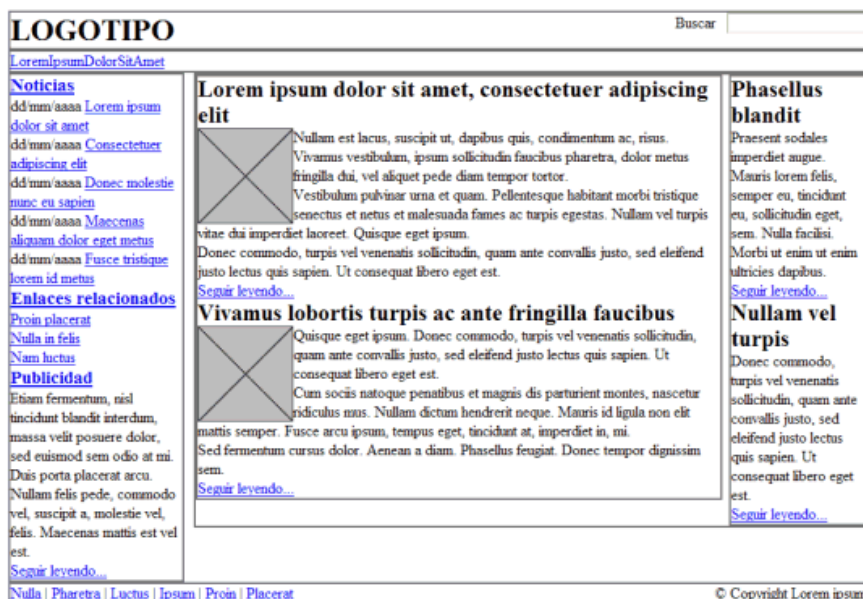 LOGOTIPO
Buscar
LoremIpsumDolorSitAmet
Noticias
dd/mm/aaaa Lorem ipsum
dolor sit amet
dd/mm/aaaa Consectetuer
adipiscing elit
dd/mm/aaaa Donec molestie
nunc eu sapien
dd/mm/aaaa Maecenas
aliquam dolor eget metus
dd/mm/aaaa Fusce tristique
lorem id metus
Enlaces relacionados
Proin placerat
Nulla in felis
Nam luctus
Publicidad
Etiam fermentum, nisl
tincidunt blandit interdum,
massa velit posuere dolor,
sed euismod sem odio at mi.
Duis porta placerat arcu.
Nullam felis pede, commodo
vel, suscipit a, molestie vel,
felis. Maecenas mattis est vel
est.
Seguir leyendo...
Lorem ipsum dolor sit amet, consectetuer adipiscing
elit
Nullam est lacus, suscipit ut, dapibus quis, condimentum ac, risus.
Vivamus vestibulum, ipsum sollicitudin faucibus pharetra, dolor metus
fringilla dui, vel aliquet pede diam tempor tortor.
Vestibulum pulvinar urna et quam. Pellentesque habitant morbi tristique
senectus et netus et malesuada fames ac turpis egestas. Nullam vel turpis
vitae dui imperdiet laoreet. Quisque eget ipsum.
Donec commodo, turpis vel venenatis sollicitudin, quam ante convallis justo, sed eleifend
justo lectus quis sapien. Ut consequat libero eget est.
Seguir leyendo...
Vivamus lobortis turpis ac ante fringilla faucibus
Quisque eget ipsum. Donec commodo, turpis vel venenatis sollicitudin,
quam ante convallis justo, sed eleifend justo lectus quis sapien. Ut
consequat libero eget est.
Cum sociis natoque penatibus et magnis dis parturient montes, nascetur
ridiculus mus. Nullam dictum hendrerit neque. Mauris id ligula non elit
mattis semper. Fusce arcu ipsum, tempus eget, tincidunt at, imperdiet in, mi.
Sed fermentum cursus dolor. Aenean a diam. Phasellus feugiat. Donec tempor dignissim
sem.
Seguir leyendo...
Phasellus
blandit
Praesent sodales
imperdiet augue.
Mauris lorem felis,
semper eu, tincidunt
eu, sollicitudin eget,
sem. Nulla facilisi.
Morbi ut enim ut enim
ultricies dapibus.
Seguir leyendo...
Nullam vel
turpis
Donec commodo,
turpis vel venenatis
sollicitudin, quam ante
convallis justo, sed
eleifend justo lectus
quis sapien. Ut
consequat libero eget
est.
Seguir leyendo...
Nulla | Pharetra | Luctus | Ipsum | Proin | Placerat
© Copyright Lorem ipsum